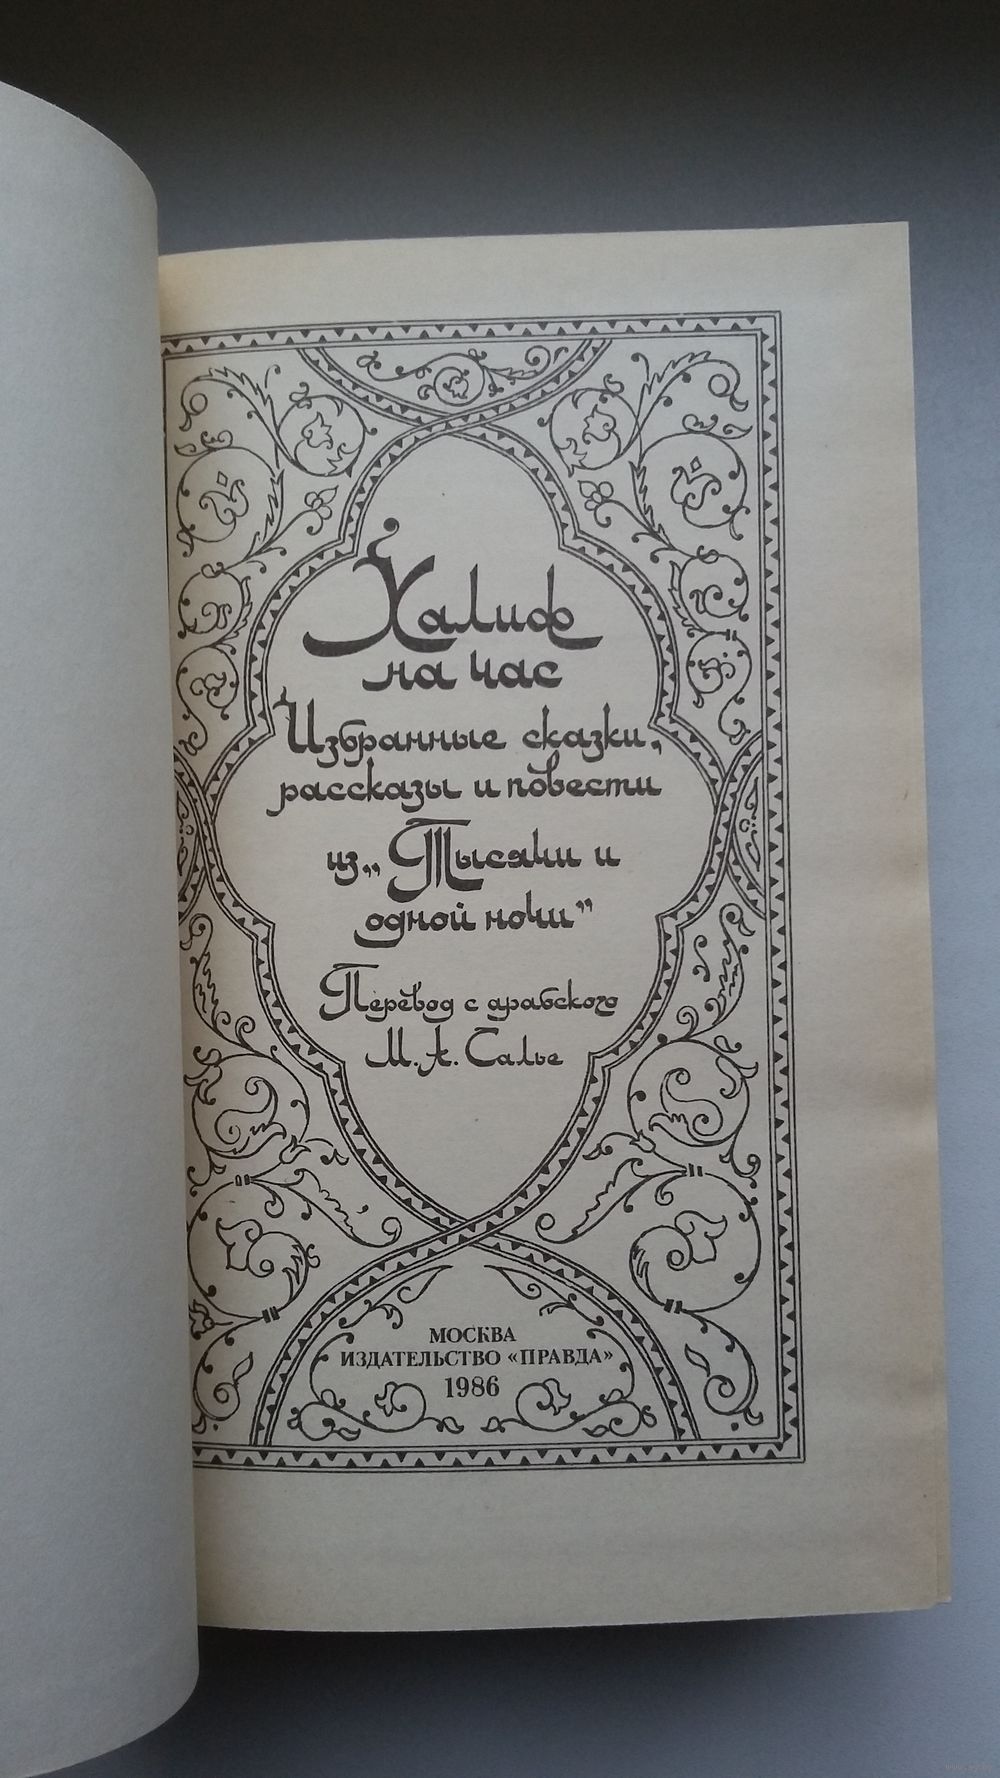 Халиф
на час
Избранные сказки,
рассказы и повести
из „Тысячи и
одной ночи”
Перевод с арабского
М. А. Салье
МОСКВА
ИЗДАТЕЛЬСТВО «ПРАВДА»
1986